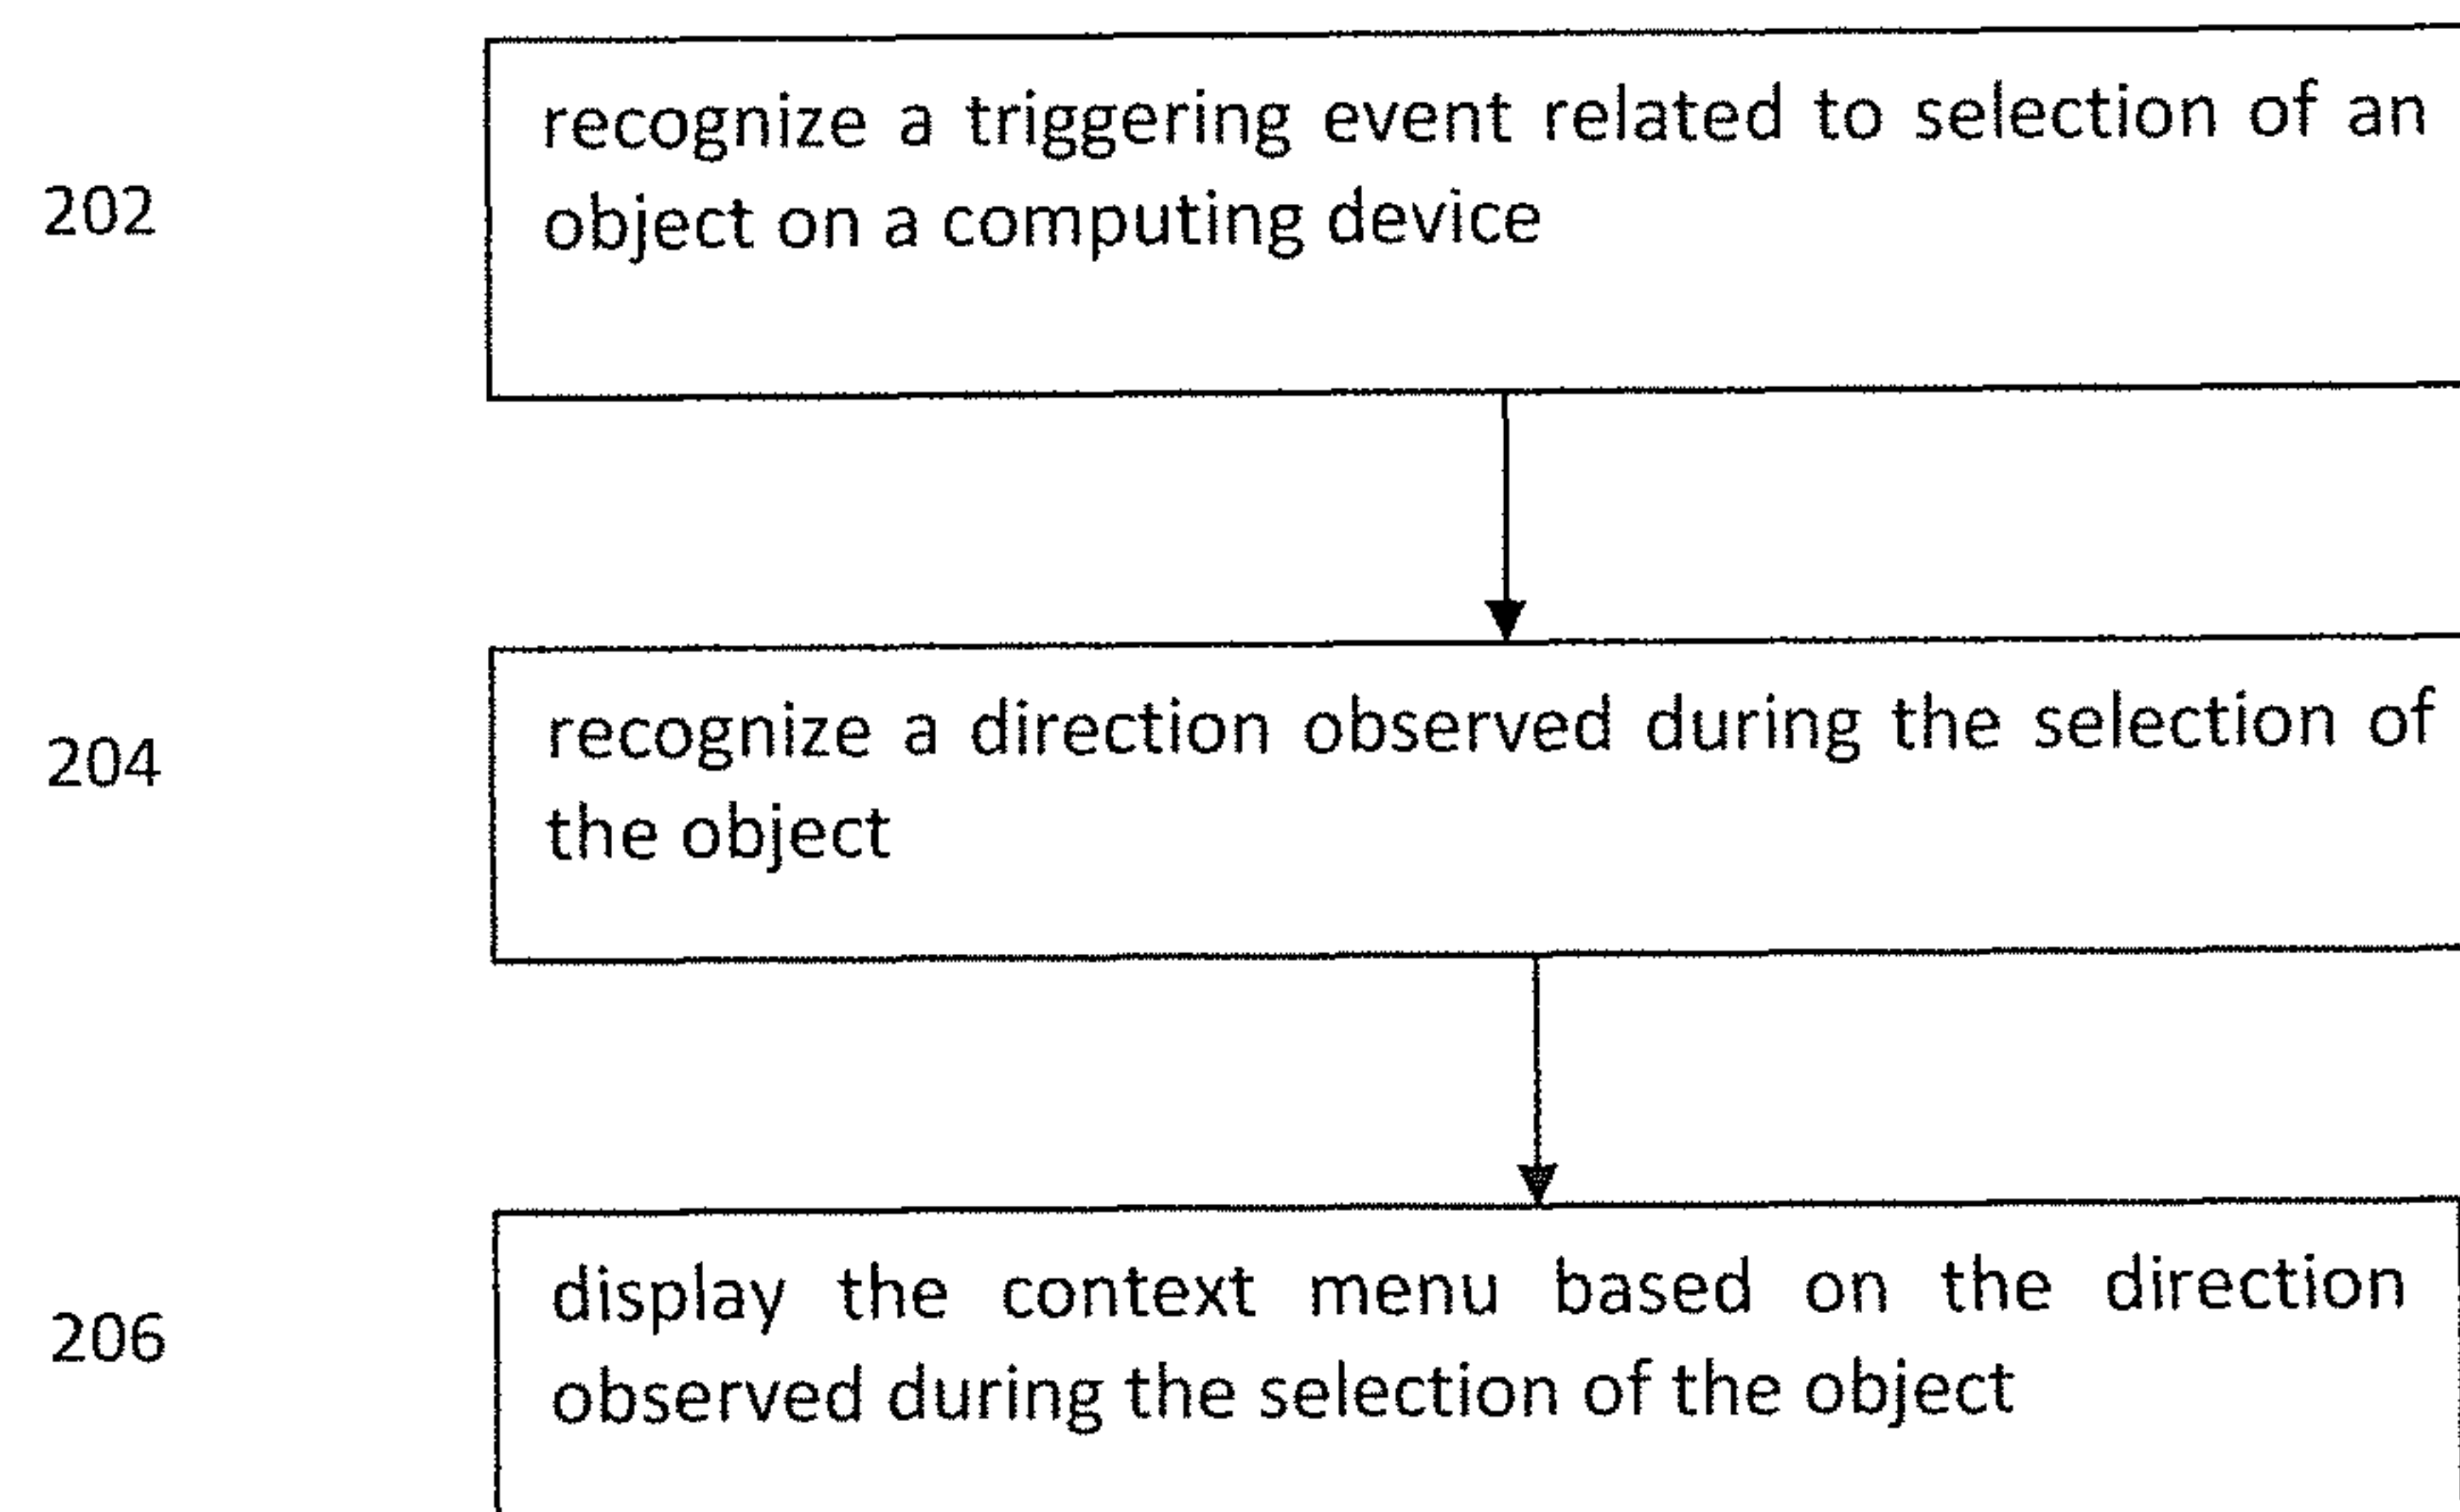 202
recognize a triggering event related to selection of an
object on a computing device
204
recognize a direction observed during the selection of
the object
206
display the context menu based on the direction
observed during the selection of the object